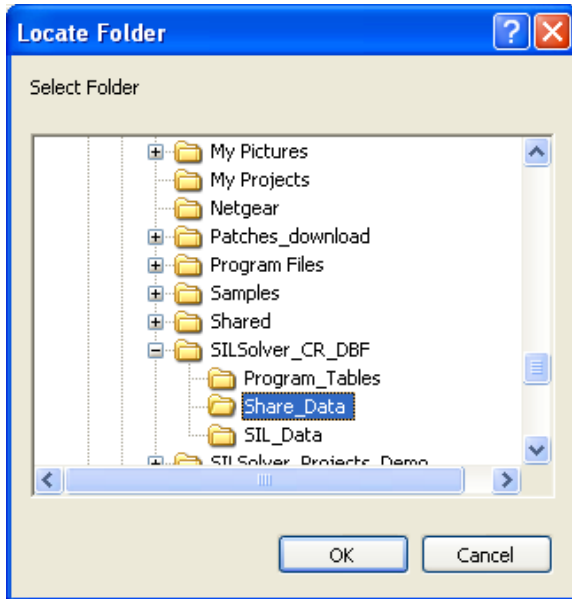 Locate Folder
Select Folder
My Pictures
My Projects
Netgear
Patches_download
Program Files
Samples
Shared
SILSolver_CR_DBF
Program_Tables
Share_Data
SIL_Data
SILSolver_Projects_Demo
OK
Cancel